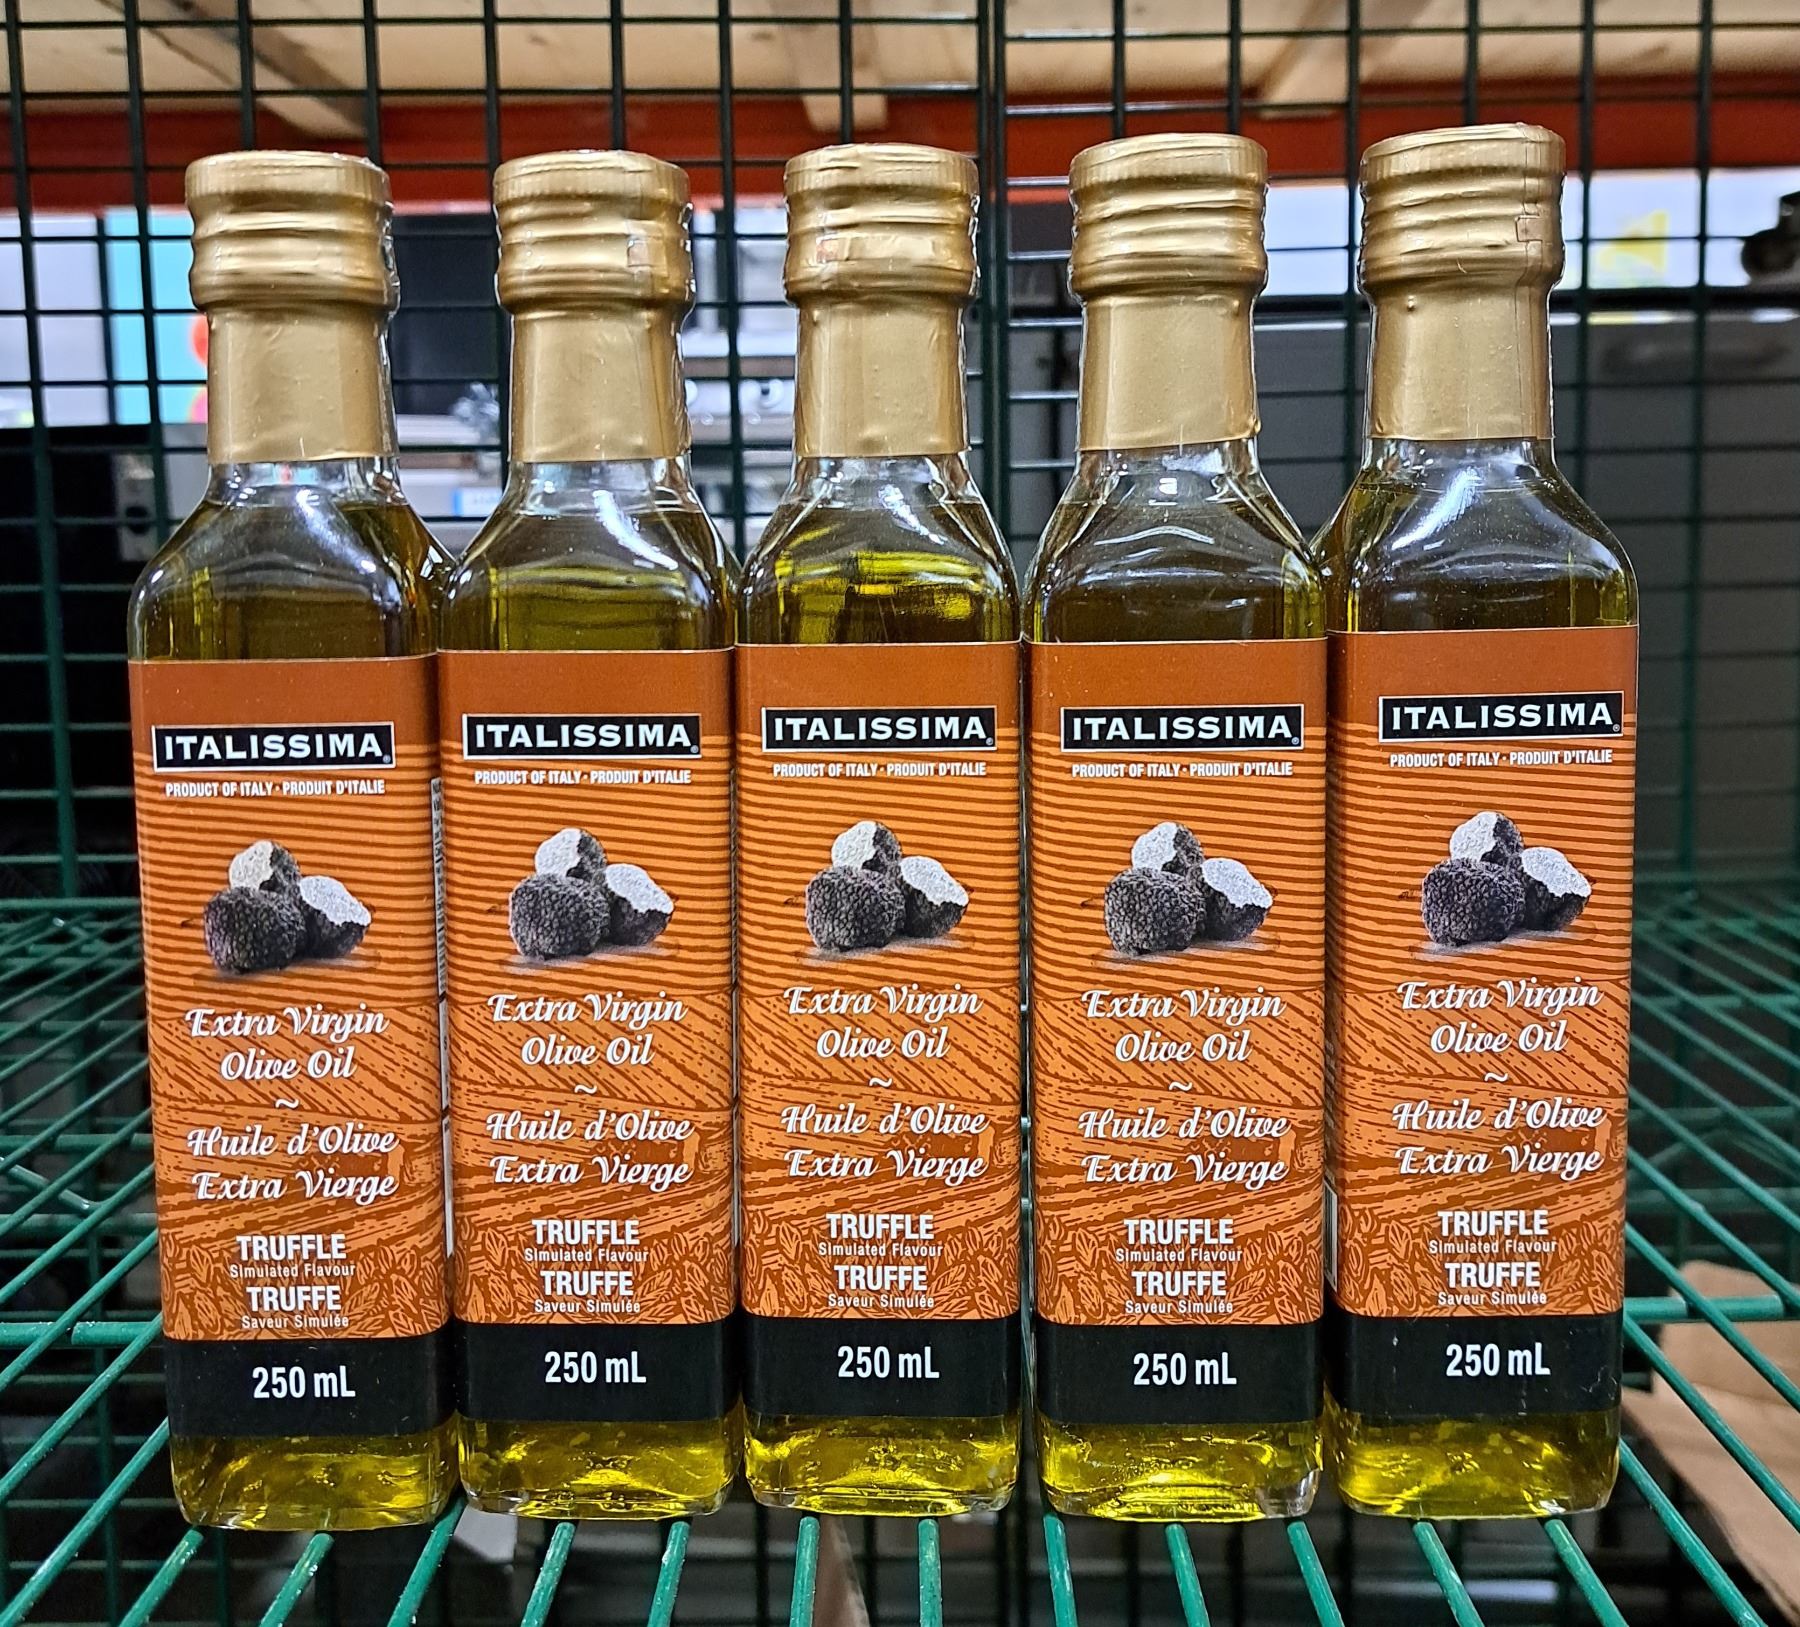 ITALISSIMA®
PRODUCT OF ITALY · PRODUIT D'ITALIE
Extra Virgin
Olive Oil
~
Huile d'Olive
Extra Vierge
TRUFFLE
Simulated Flavour
TRUFFE
Saveur Simulée
250 mL
ITALISSIMA®
PRODUCT OF ITALY · PRODUIT D'ITALIE
Extra Virgin
Olive Oil
~
Huile d'Olive
Extra Vierge
TRUFFLE
Simulated Flavour
TRUFFE
Saveur Simulée
250 mL
ITALISSIMA®
PRODUCT OF ITALY · PRODUIT D'ITALIE
Extra Virgin
Olive Oil
~
Huile d'Olive
Extra Vierge
TRUFFLE
Simulated Flavour
TRUFFE
Saveur Simulée
250 mL
ITALISSIMA®
PRODUCT OF ITALY · PRODUIT D'ITALIE
Extra Virgin
Olive Oil
~
Huile d'Olive
Extra Vierge
TRUFFLE
Simulated Flavour
TRUFFE
Saveur Simulée
250 mL
ITALISSIMA®
PRODUCT OF ITALY · PRODUIT D'ITALIE
Extra Virgin
Olive Oil
~
Huile d'Olive
Extra Vierge
TRUFFLE
Simulated Flavour
TRUFFE
Saveur Simulée
250 mL